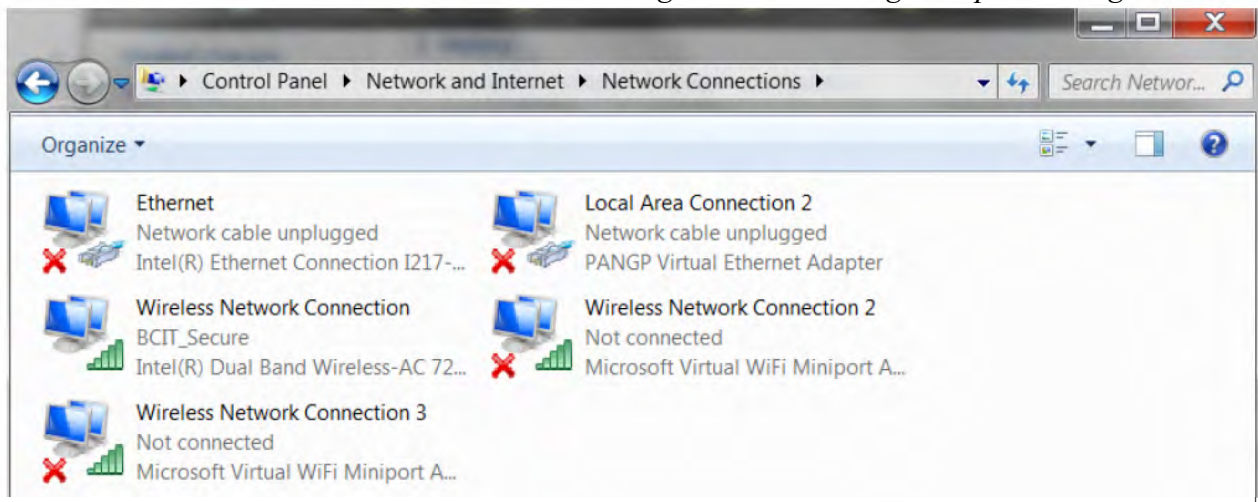 Control Panel ▸ Network and Internet ▸ Network Connections ▸
Search Networ...
Organize
Ethernet
Network cable unplugged
Intel(R) Ethernet Connection I217-...
Local Area Connection 2
Network cable unplugged
PANGP Virtual Ethernet Adapter
Wireless Network Connection
BCIT_Secure
Intel(R) Dual Band Wireless-AC 72...
Wireless Network Connection 2
Not connected
Microsoft Virtual WiFi Miniport A...
Wireless Network Connection 3
Not connected
Microsoft Virtual WiFi Miniport A...